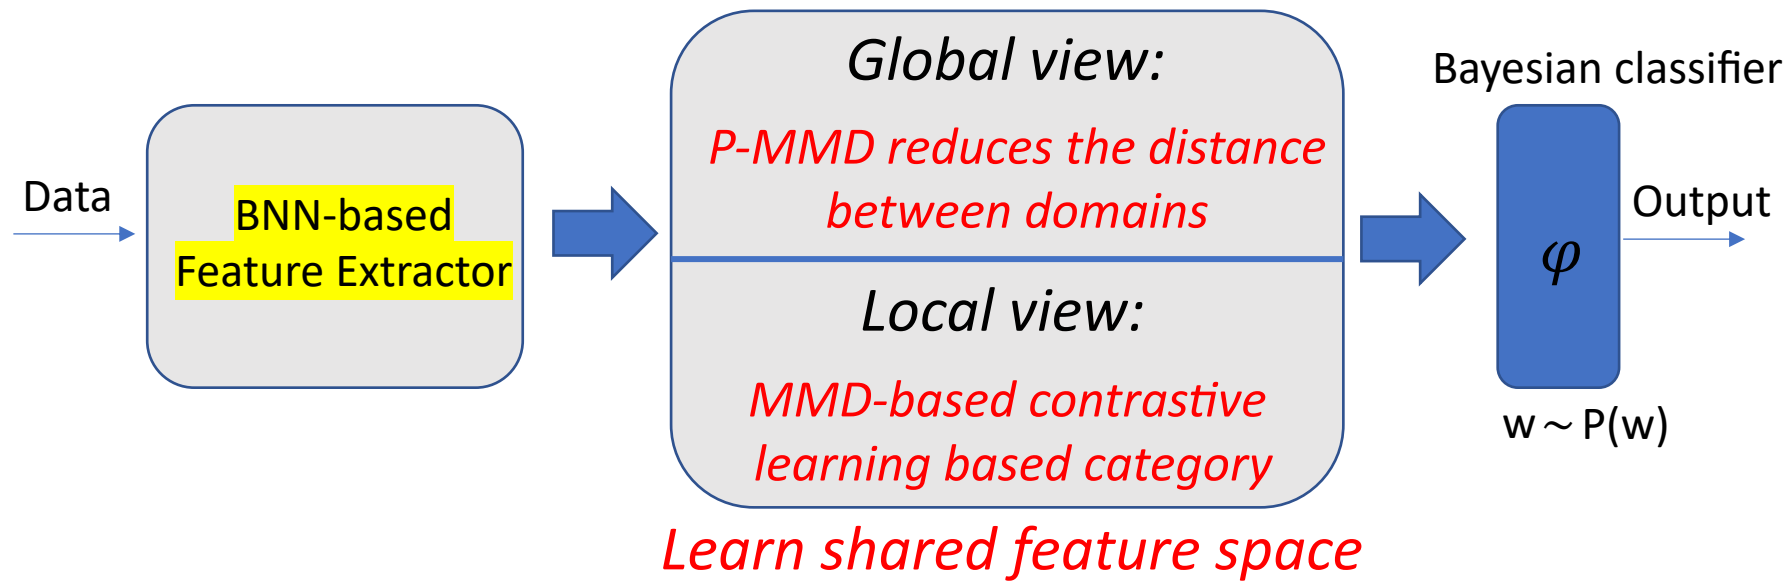 Data
BNN-based
Feature Extractor
Global view:
P-MMD reduces the distance
between domains
Local view:
MMD-based contrastive
learning based category
Learn shared feature space
Bayesian classifier
φ
w ~ P(w)
Output